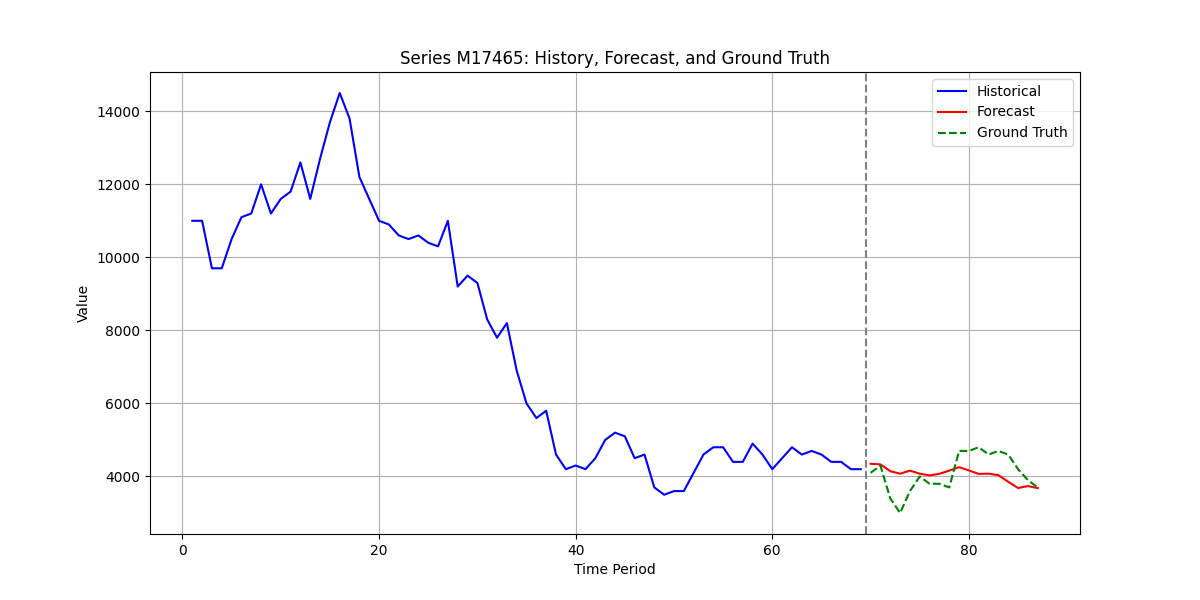 Series M17465: History, Forecast, and Ground Truth
Historical
Forecast
Ground Truth
14000
12000
10000
8000
6000
4000
Value
0 20 40 60 80
Time Period